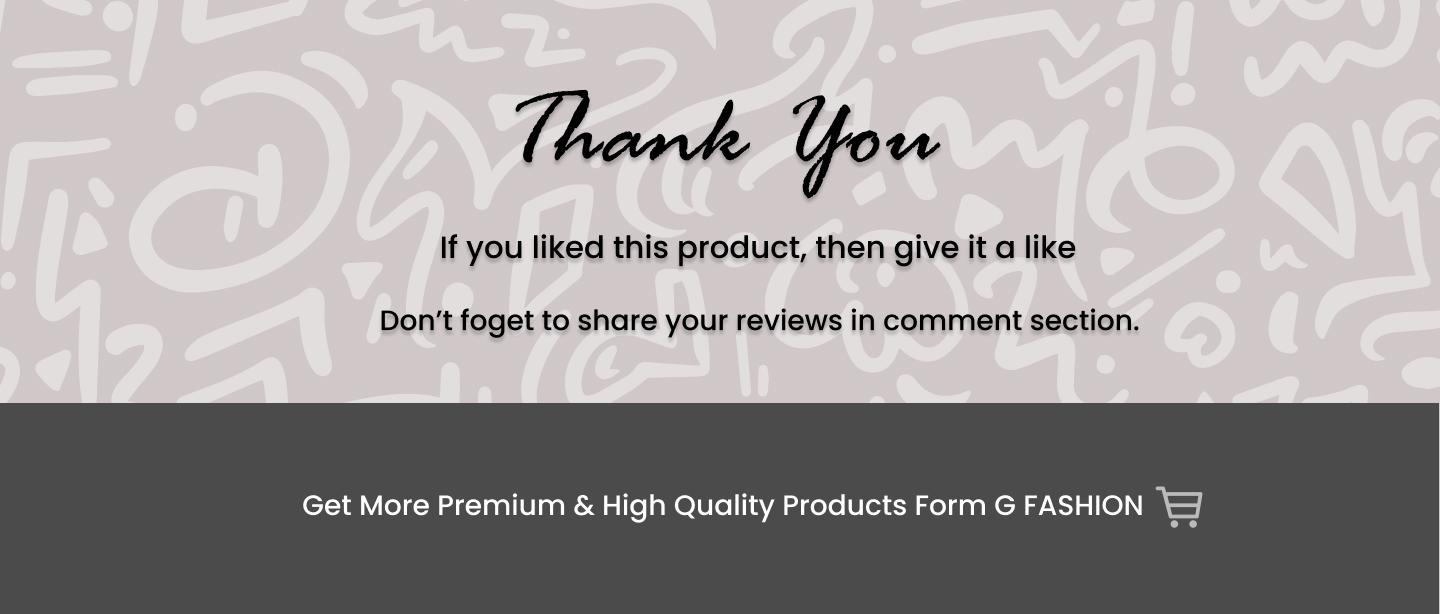 Thank You
If you liked this product, then give it a like
Don’t foget to share your reviews in comment section.
Get More Premium & High Quality Products Form G FASHION